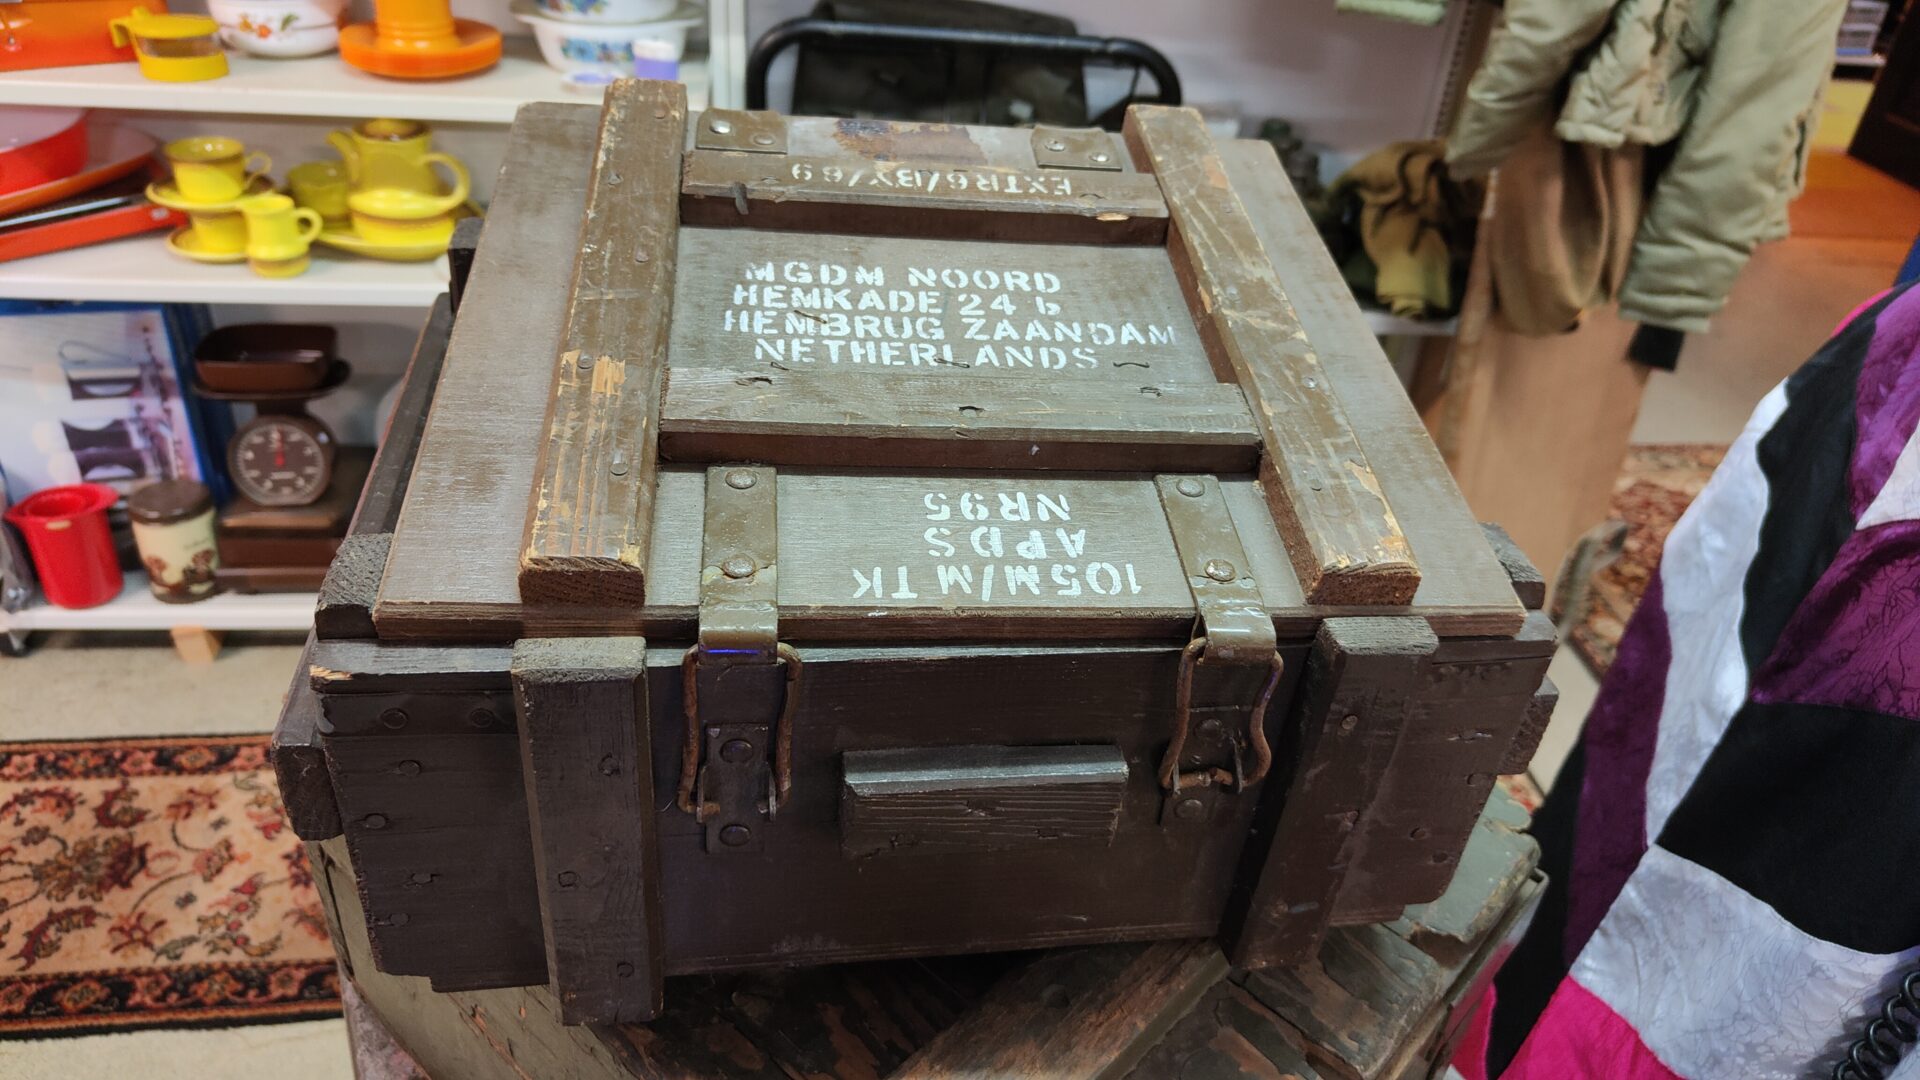 EXTR6/BY/69
MGDM NOORD
HEMKADE 24 b
HEMBRUG ZAANDAM
NETHERLANDS
105M/M TK
APDS
NR95